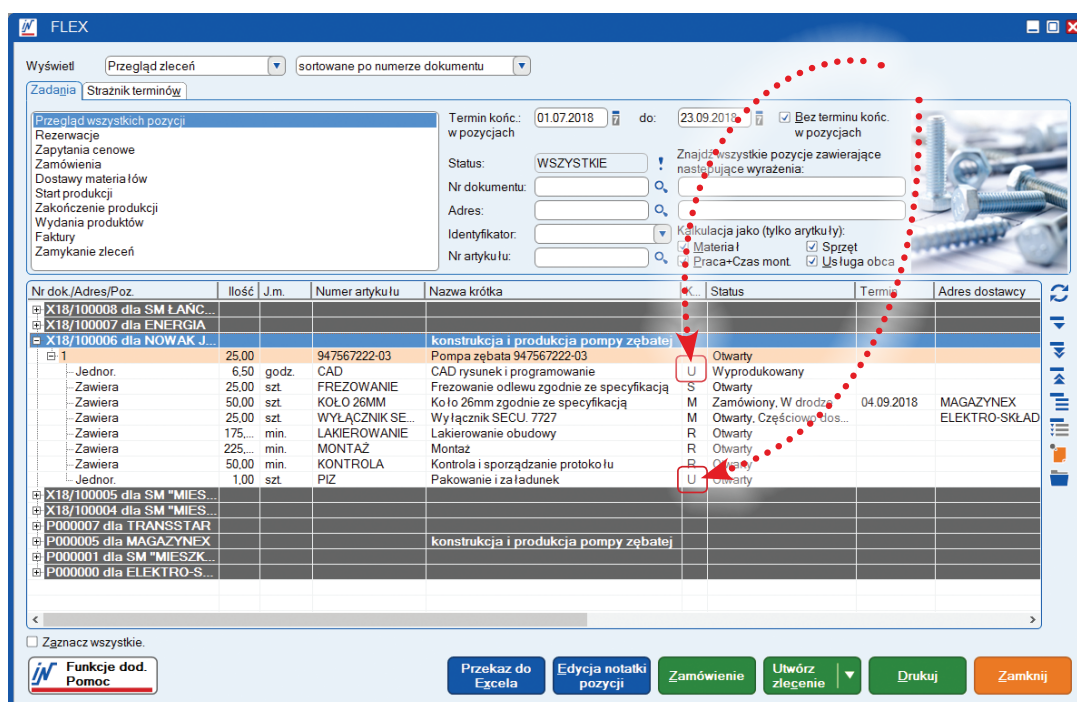 FLEX
Wyświetl Przegląd zleceń sortowane po numerze dokumentu
Zadania Strażnik terminów
Przegląd wszystkich pozycji
Rezerwacje
Zapytania cenowe
Zamówienia
Dostawy materiałów
Start produkcji
Zakończenie produkcji
Wydania produktów
Faktury
Zamykanie zleceń
Termin końc.: 01.07.2018 7 do: 23.09.2018 7 Bez terminu końc.
w pozycjach w pozycjach
Status: WSZYSTKIE ! Znajdź wszystkie pozycje zawierające
następujące wyrażenia:
Nr dokumentu:
Adres:
Identyfikator: Kalkulacja jako (tylko arytkuły):
Materiał Sprzęt
Nr artykułu: Praca+Czas mont. Usługa obca
Nr dok./Adres/Poz. Ilość J.m. Numer artykułu Nazwa krótka K... Status Termin Adres dostawcy
X18/100008 dla SM ŁAŃC...
X18/100007 dla ENERGIA
X18/100006 dla NOWAK J... konstrukcja i produkcja pompy zębatej
1 25,00 947567222-03 Pompa zębata 947567222-03 Otwarty
Jednor. 6,50 godz. CAD CAD rysunek i programowanie U Wyprodukowany
Zawiera 25,00 szt. FREZOWANIE Frezowanie odlewu zgodnie ze specyfikacją S Otwarty
Zawiera 50,00 szt. KOŁO 26MM Koło 26mm zgodnie ze specyfikacją M Zamówiony, W drodze 04.09.2018 MAGAZYNEX
Zawiera 25,00 szt. WYŁĄCZNIK SE... Wyłącznik SECU. 7727 M Otwarty, Częściowo dos... ELEKTRO-SKŁAD
Zawiera 175,... min. LAKIEROWANIE Lakierowanie obudowy R Otwarty
Zawiera 225,... min. MONTAŻ Montaż R Otwarty
Zawiera 50,00 min. KONTROLA Kontrola i sporządzanie protokołu R Otwarty
Jednor. 1,00 szt. PIZ Pakowanie i załadunek U Otwarty
X18/100005 dla SM "MIES...
X18/100004 dla SM "MIES...
P000007 dla TRANSSTAR
P000005 dla MAGAZYNEX konstrukcja i produkcja pompy zębatej
P000001 dla SM "MIESZK...
P000000 dla ELEKTRO-S...
Zaznacz wszystkie.
Funkcje dod.
Pomoc
Przekaz do
Excela
Edycja notatki
pozycji
Zamówienie
Utwórz
zlecenie
Drukuj
Zamknij